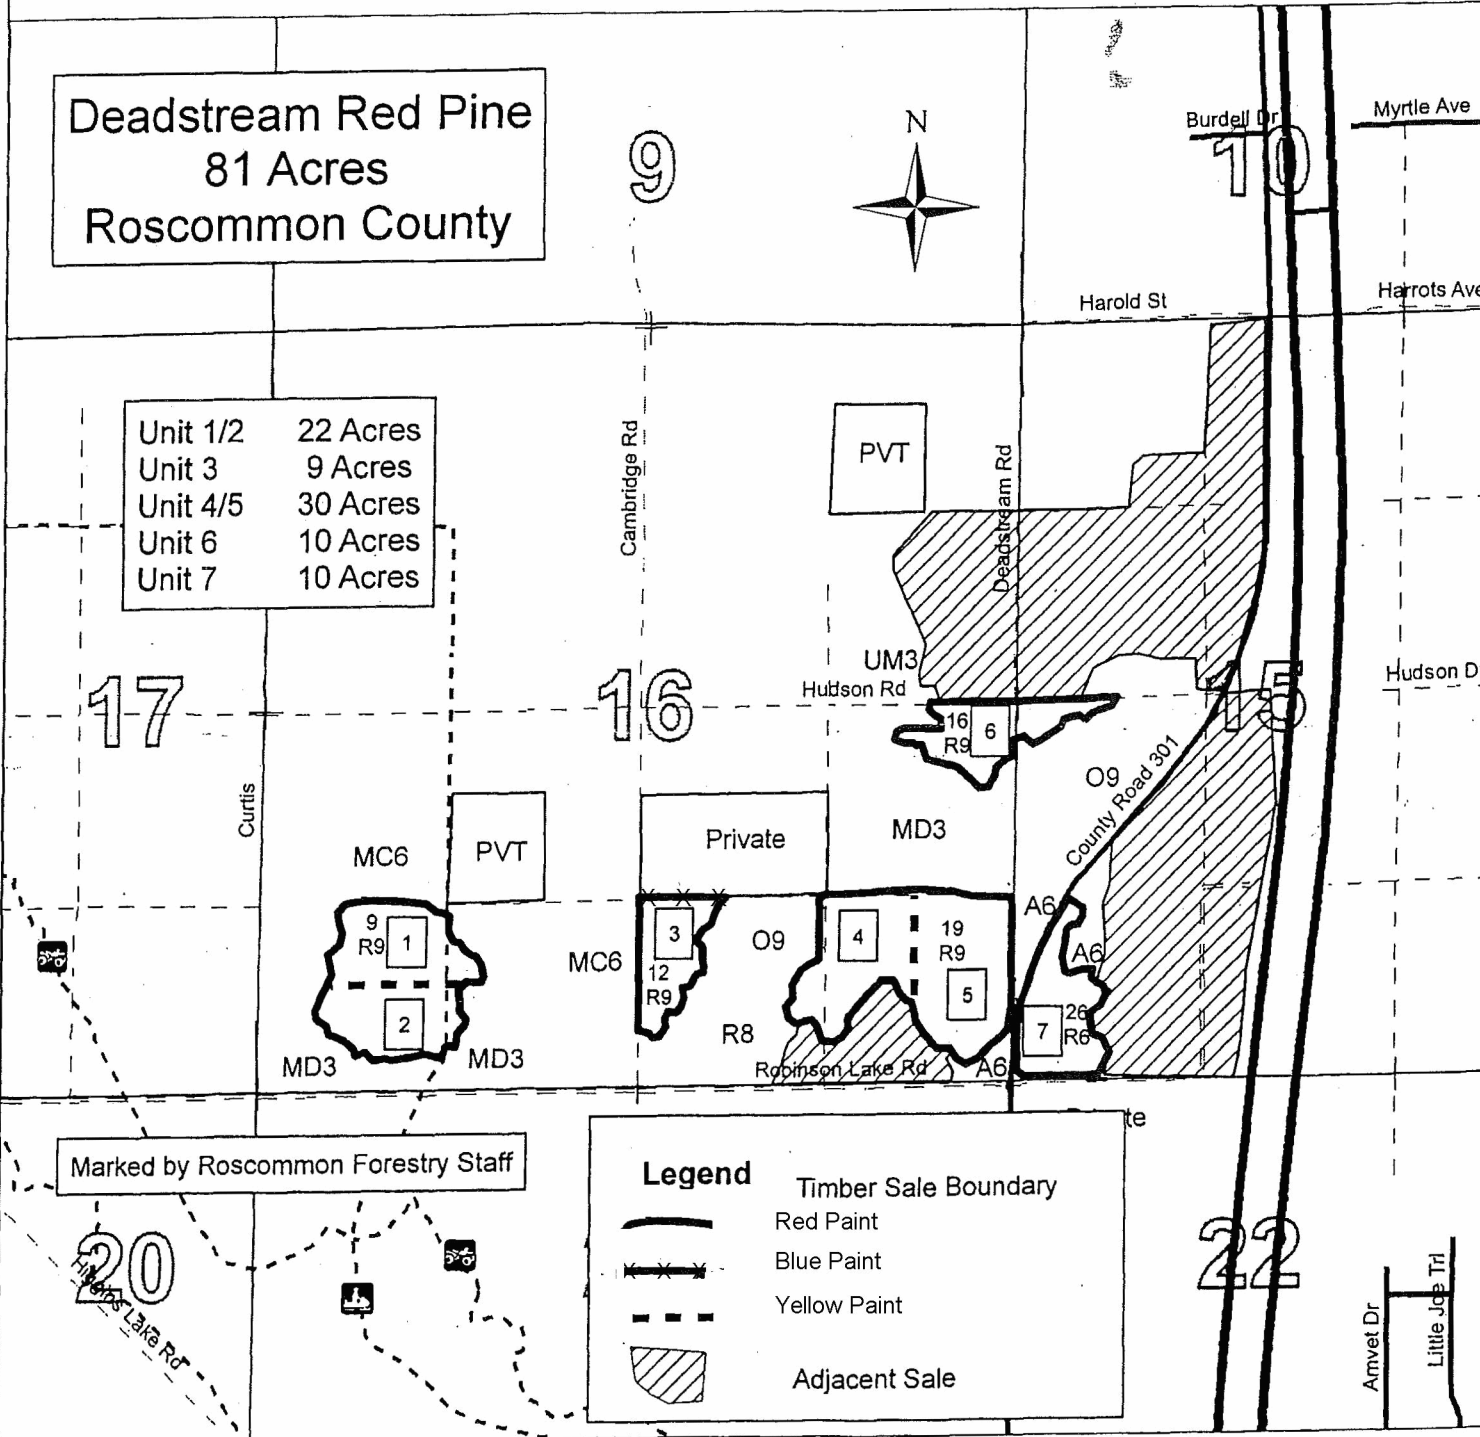 Deadstream Red Pine
81 Acres
Roscommon County
9
N
Burdell Dr
10
Myrtle Ave
Harold St
Harrots Ave
Unit 1/2 22 Acres
Unit 3 9 Acres
Unit 4/5 30 Acres
Unit 6 10 Acres
Unit 7 10 Acres
Cambridge Rd
PVT
Deadstream Rd
UM3
Hudson Rd
17
16
15
Hudson D
16
R9
6
O9
County Road 301
Curtis
MC6
PVT
Private
MD3
9
R9
1
2
MD3
MD3
MC6
3
12
R9
O9
R8
4
19
R9
5
A6
A6
7
26
R6
A6
Robinson Lake Rd
te
Marked by Roscommon Forestry Staff
Legend
Timber Sale Boundary
Red Paint
Blue Paint
Yellow Paint
Adjacent Sale
20
Higgins Lake Rd
22
Amvet Dr
Little Joe Trl